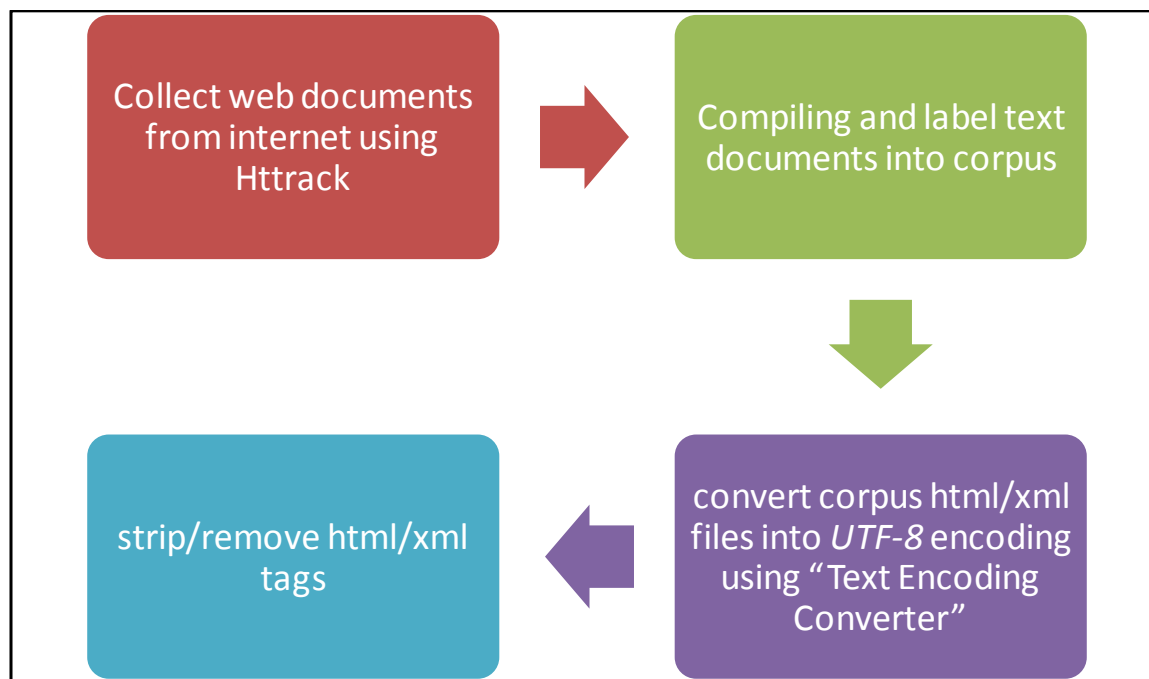 Collect web documents
from internet using
Httrack
Compiling and label text
documents into corpus
convert corpus html/xml
files into UTF-8 encoding
using “Text Encoding
Converter”
strip/remove html/xml
tags